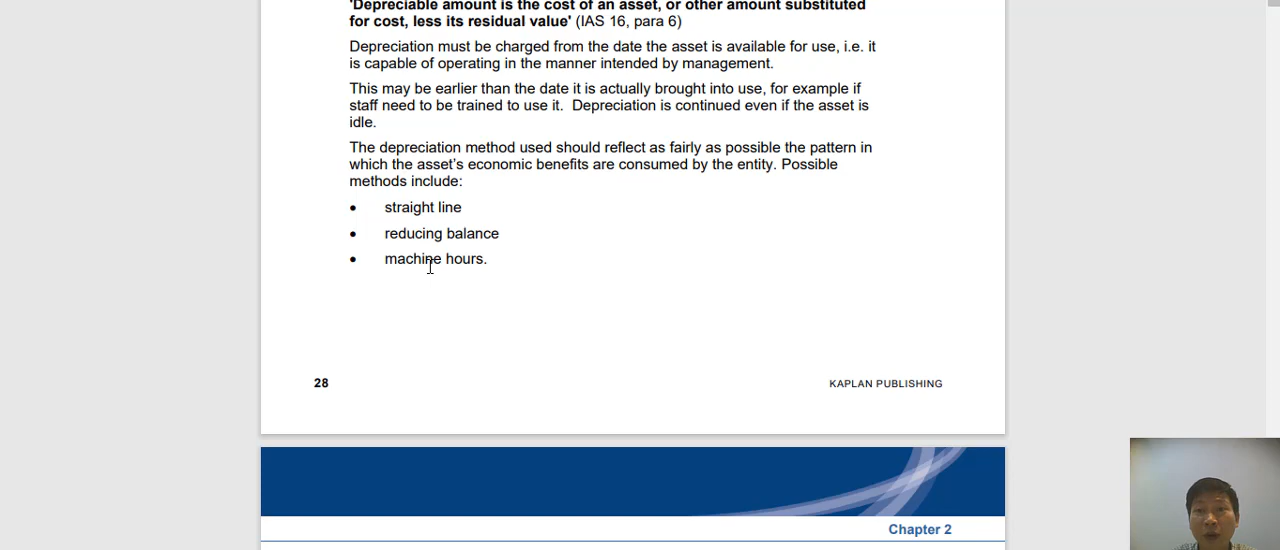 'Depreciable amount is the cost of an asset, or other amount substituted
for cost, less its residual value' (IAS 16, para 6)
Depreciation must be charged from the date the asset is available for use, i.e. it
is capable of operating in the manner intended by management.
This may be earlier than the date it is actually brought into use, for example if
staff need to be trained to use it.  Depreciation is continued even if the asset is
idle.
The depreciation method used should reflect as fairly as possible the pattern in
which the asset's economic benefits are consumed by the entity. Possible
methods include:
• straight line
• reducing balance
• machine hours.
28 KAPLAN PUBLISHING
Chapter 2